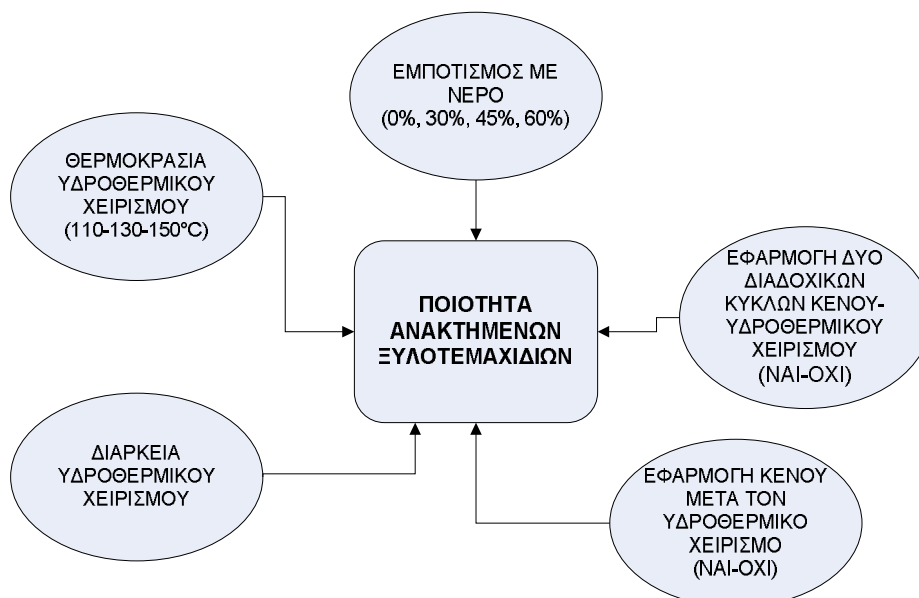 ΕΜΠΟΤΙΣΜΟΣ ΜΕ
ΝΕΡΟ
(0%, 30%, 45%, 60%)
ΘΕΡΜΟΚΡΑΣΙΑ
ΥΔΡΟΘΕΡΜΙΚΟΥ
ΧΕΙΡΙΣΜΟΥ
(110-130-150°C)
ΠΟΙΟΤΗΤΑ
ΑΝΑΚΤΗΜΕΝΩΝ
ΞΥΛΟΤΕΜΑΧΙΔΙΩΝ
ΕΦΑΡΜΟΓΗ ΔΥΟ
ΔΙΑΔΟΧΙΚΩΝ
ΚΥΚΛΩΝ ΚΕΝΟΥ-
ΥΔΡΟΘΕΡΜΙΚΟΥ
ΧΕΙΡΙΣΜΟΥ
(ΝΑΙ-ΟΧΙ)
ΔΙΑΡΚΕΙΑ
ΥΔΡΟΘΕΡΜΙΚΟΥ
ΧΕΙΡΙΣΜΟΥ
ΕΦΑΡΜΟΓΗ ΚΕΝΟΥ
ΜΕΤΑ ΤΟΝ
ΥΔΡΟΘΕΡΜΙΚΟ
ΧΕΙΡΙΣΜΟ
(ΝΑΙ-ΟΧΙ)